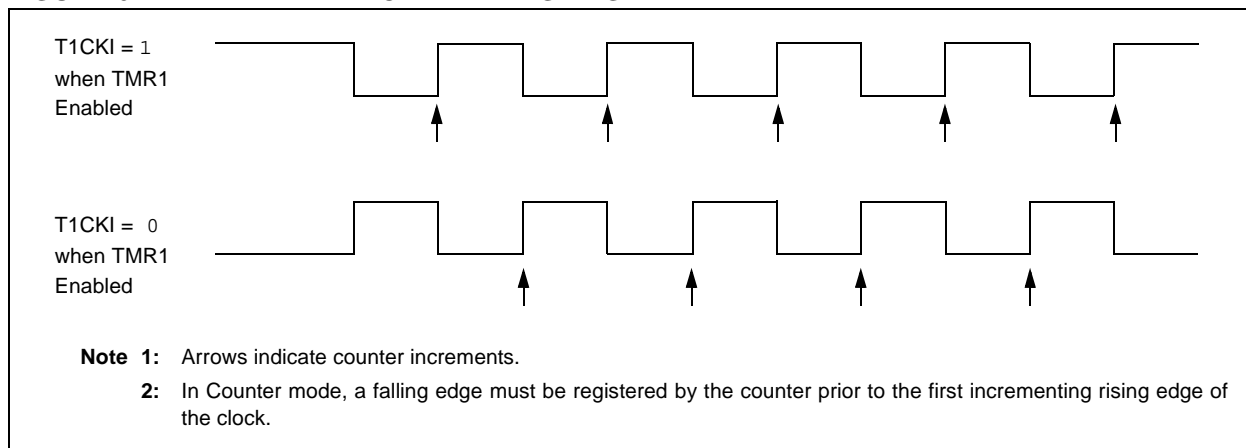 T1CKI = 1
when TMR1
Enabled
T1CKI = 0
when TMR1
Enabled
Note 1: Arrows indicate counter increments.
2: In Counter mode, a falling edge must be registered by the counter prior to the first incrementing rising edge of
the clock.